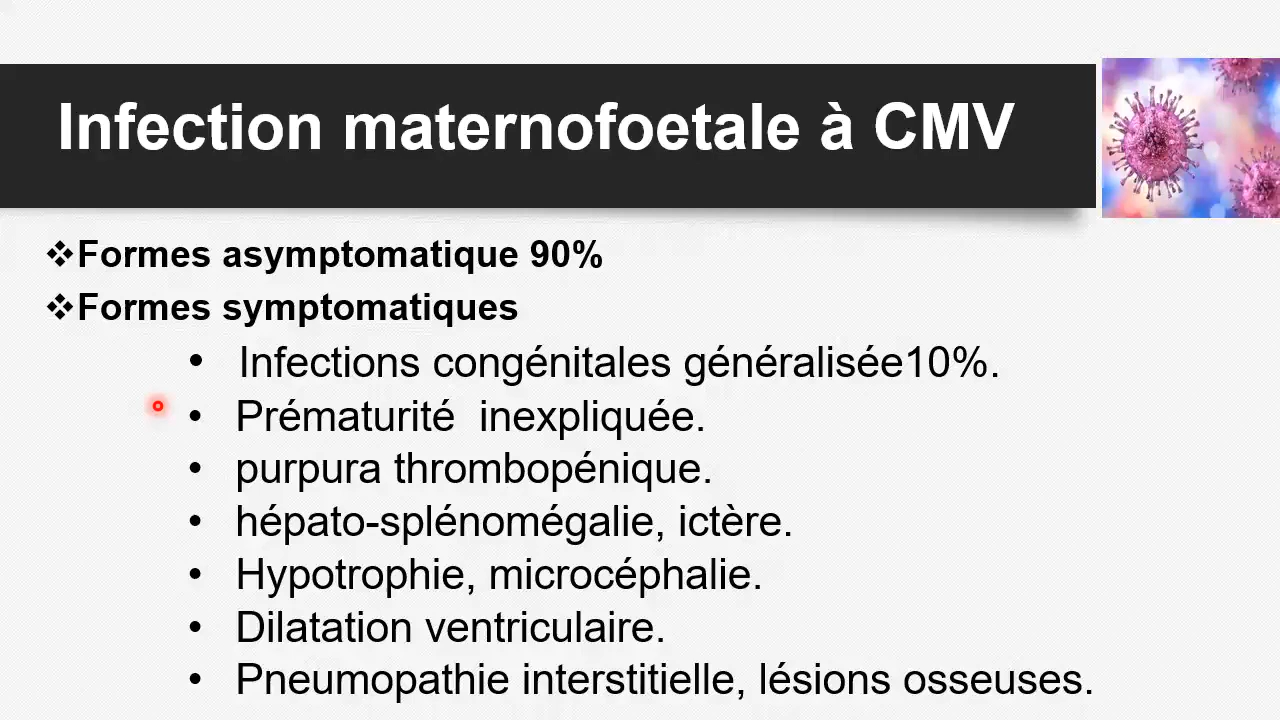 Infection maternofoetale à CMV
❖Formes asymptomatique 90%
❖Formes symptomatiques
• Infections congénitales généralisée10%.
• Prématurité  inexpliquée.
• purpura thrombopénique.
• hépato-splénomégalie, ictère.
• Hypotrophie, microcéphalie.
• Dilatation ventriculaire.
• Pneumopathie interstitielle, lésions osseuses.